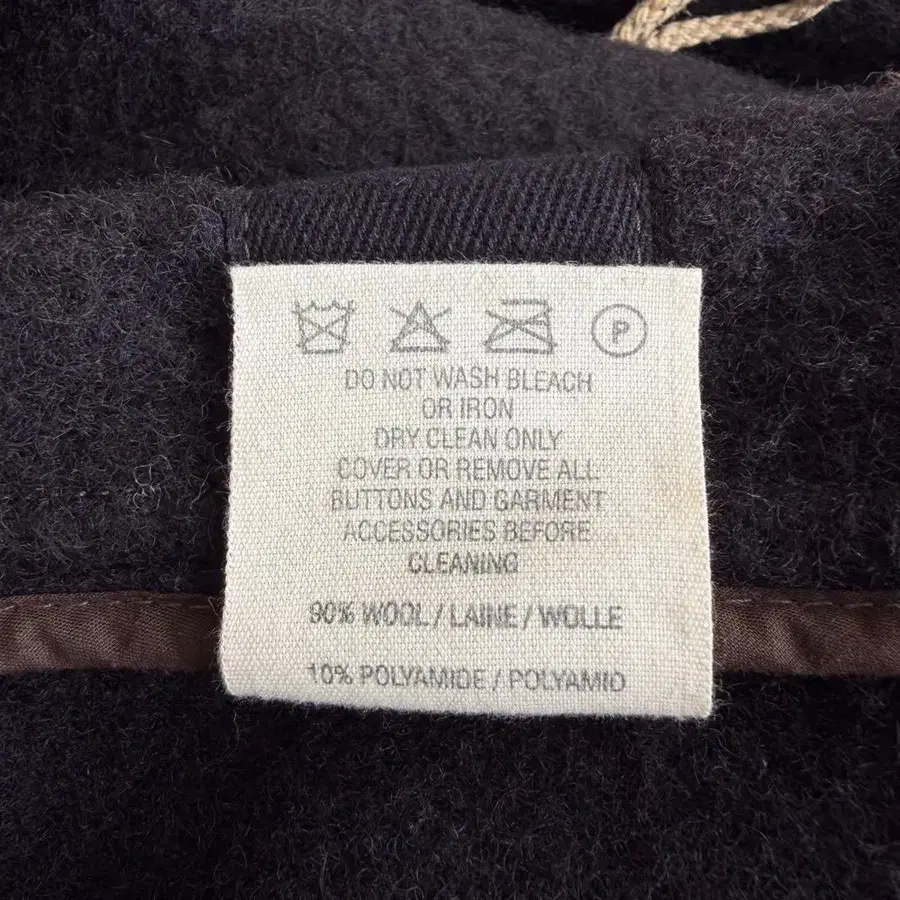 P
DO NOT WASH BLEACH
OR IRON
DRY CLEAN ONLY
COVER OR REMOVE ALL
BUTTONS AND GARMENT
ACCESSORIES BEFORE
CLEANING
90% WOOL / LAINE / WOLLE
10% POLYAMIDE / POLYAMID